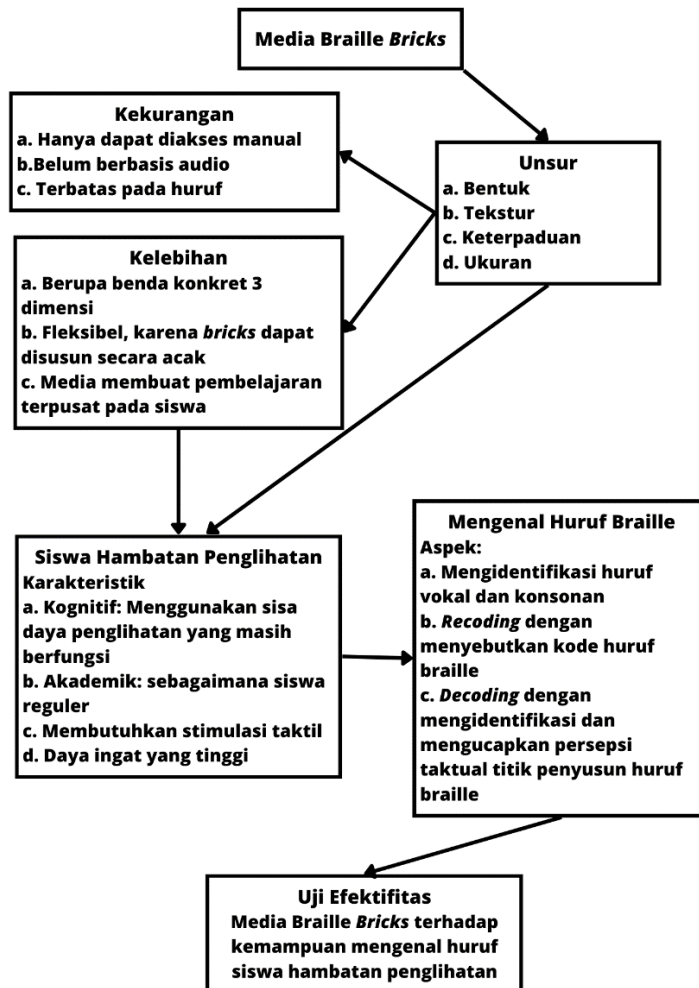 Media Braille Bricks
Kekurangan
a. Hanya dapat diakses manual
b.Belum berbasis audio
c. Terbatas pada huruf
Unsur
a. Bentuk
b. Tekstur
c. Keterpaduan
d. Ukuran
Kelebihan
a. Berupa benda konkret 3
dimensi
b. Fleksibel, karena bricks dapat
disusun secara acak
c. Media membuat pembelajaran
terpusat pada siswa
Siswa Hambatan Penglihatan
Karakteristik
a. Kognitif: Menggunakan sisa
daya penglihatan yang masih
berfungsi
b. Akademik: sebagaimana siswa
reguler
c. Membutuhkan stimulasi taktil
d. Daya ingat yang tinggi
Mengenal Huruf Braille
Aspek:
a. Mengidentifikasi huruf
vokal dan konsonan
b. Recoding dengan
menyebutkan kode huruf
braille
c. Decoding dengan
mengidentifikasi dan
mengucapkan persepsi
taktual titik penyusun huruf
braille
Uji Efektifitas
Media Braille Bricks terhadap
kemampuan mengenal huruf
siswa hambatan penglihatan